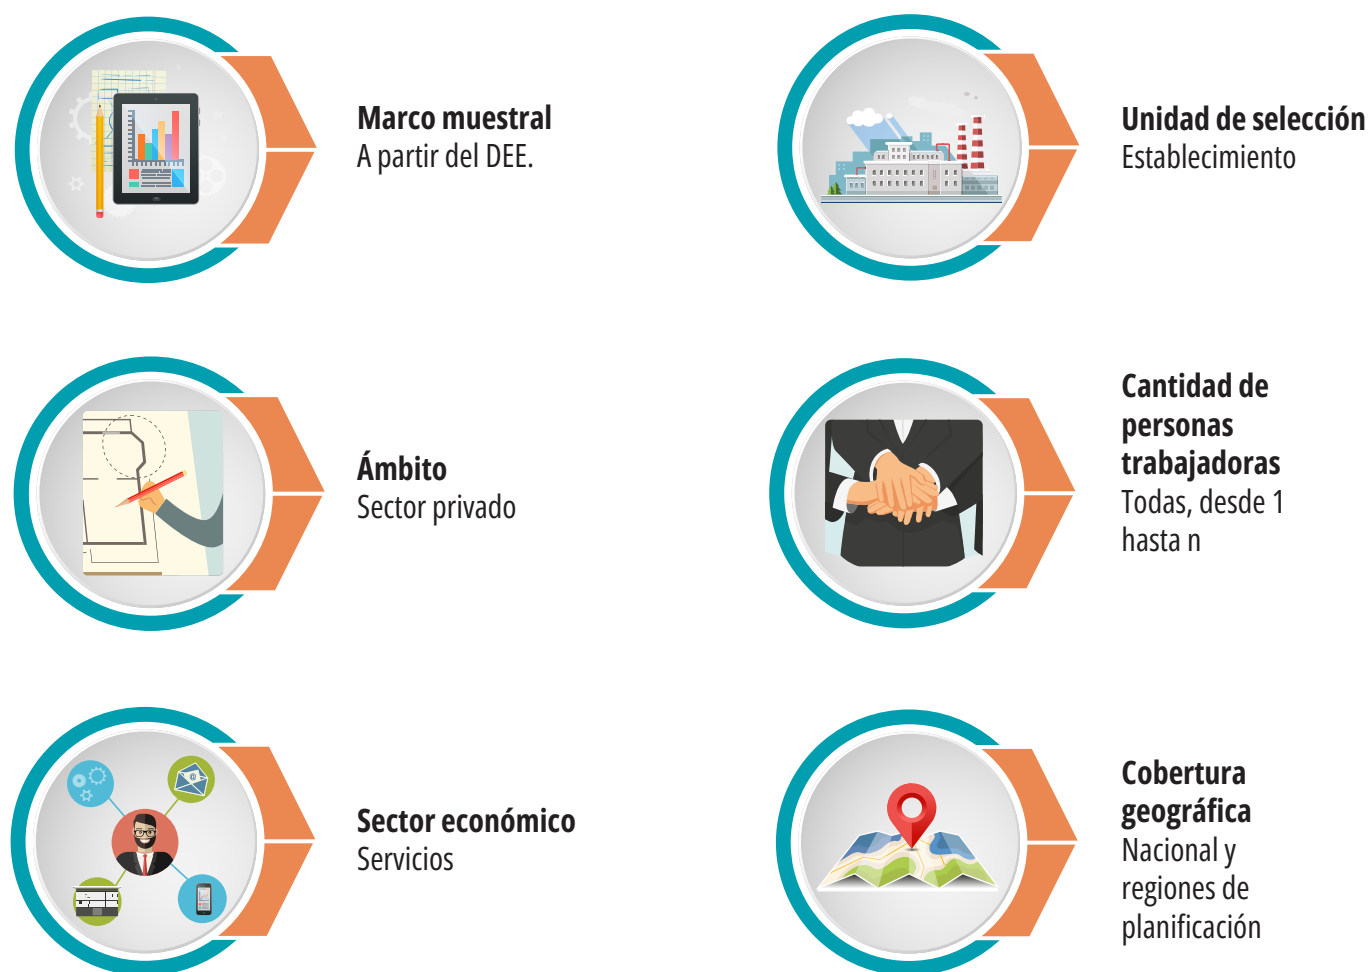 Marco muestral
A partir del DEE.
Unidad de selección
Establecimiento
Ámbito
Sector privado
Cantidad de
personas
trabajadoras
Todas, desde 1
hasta n
Sector económico
Servicios
Cobertura
geográfica
Nacional y
regiones de
planificación